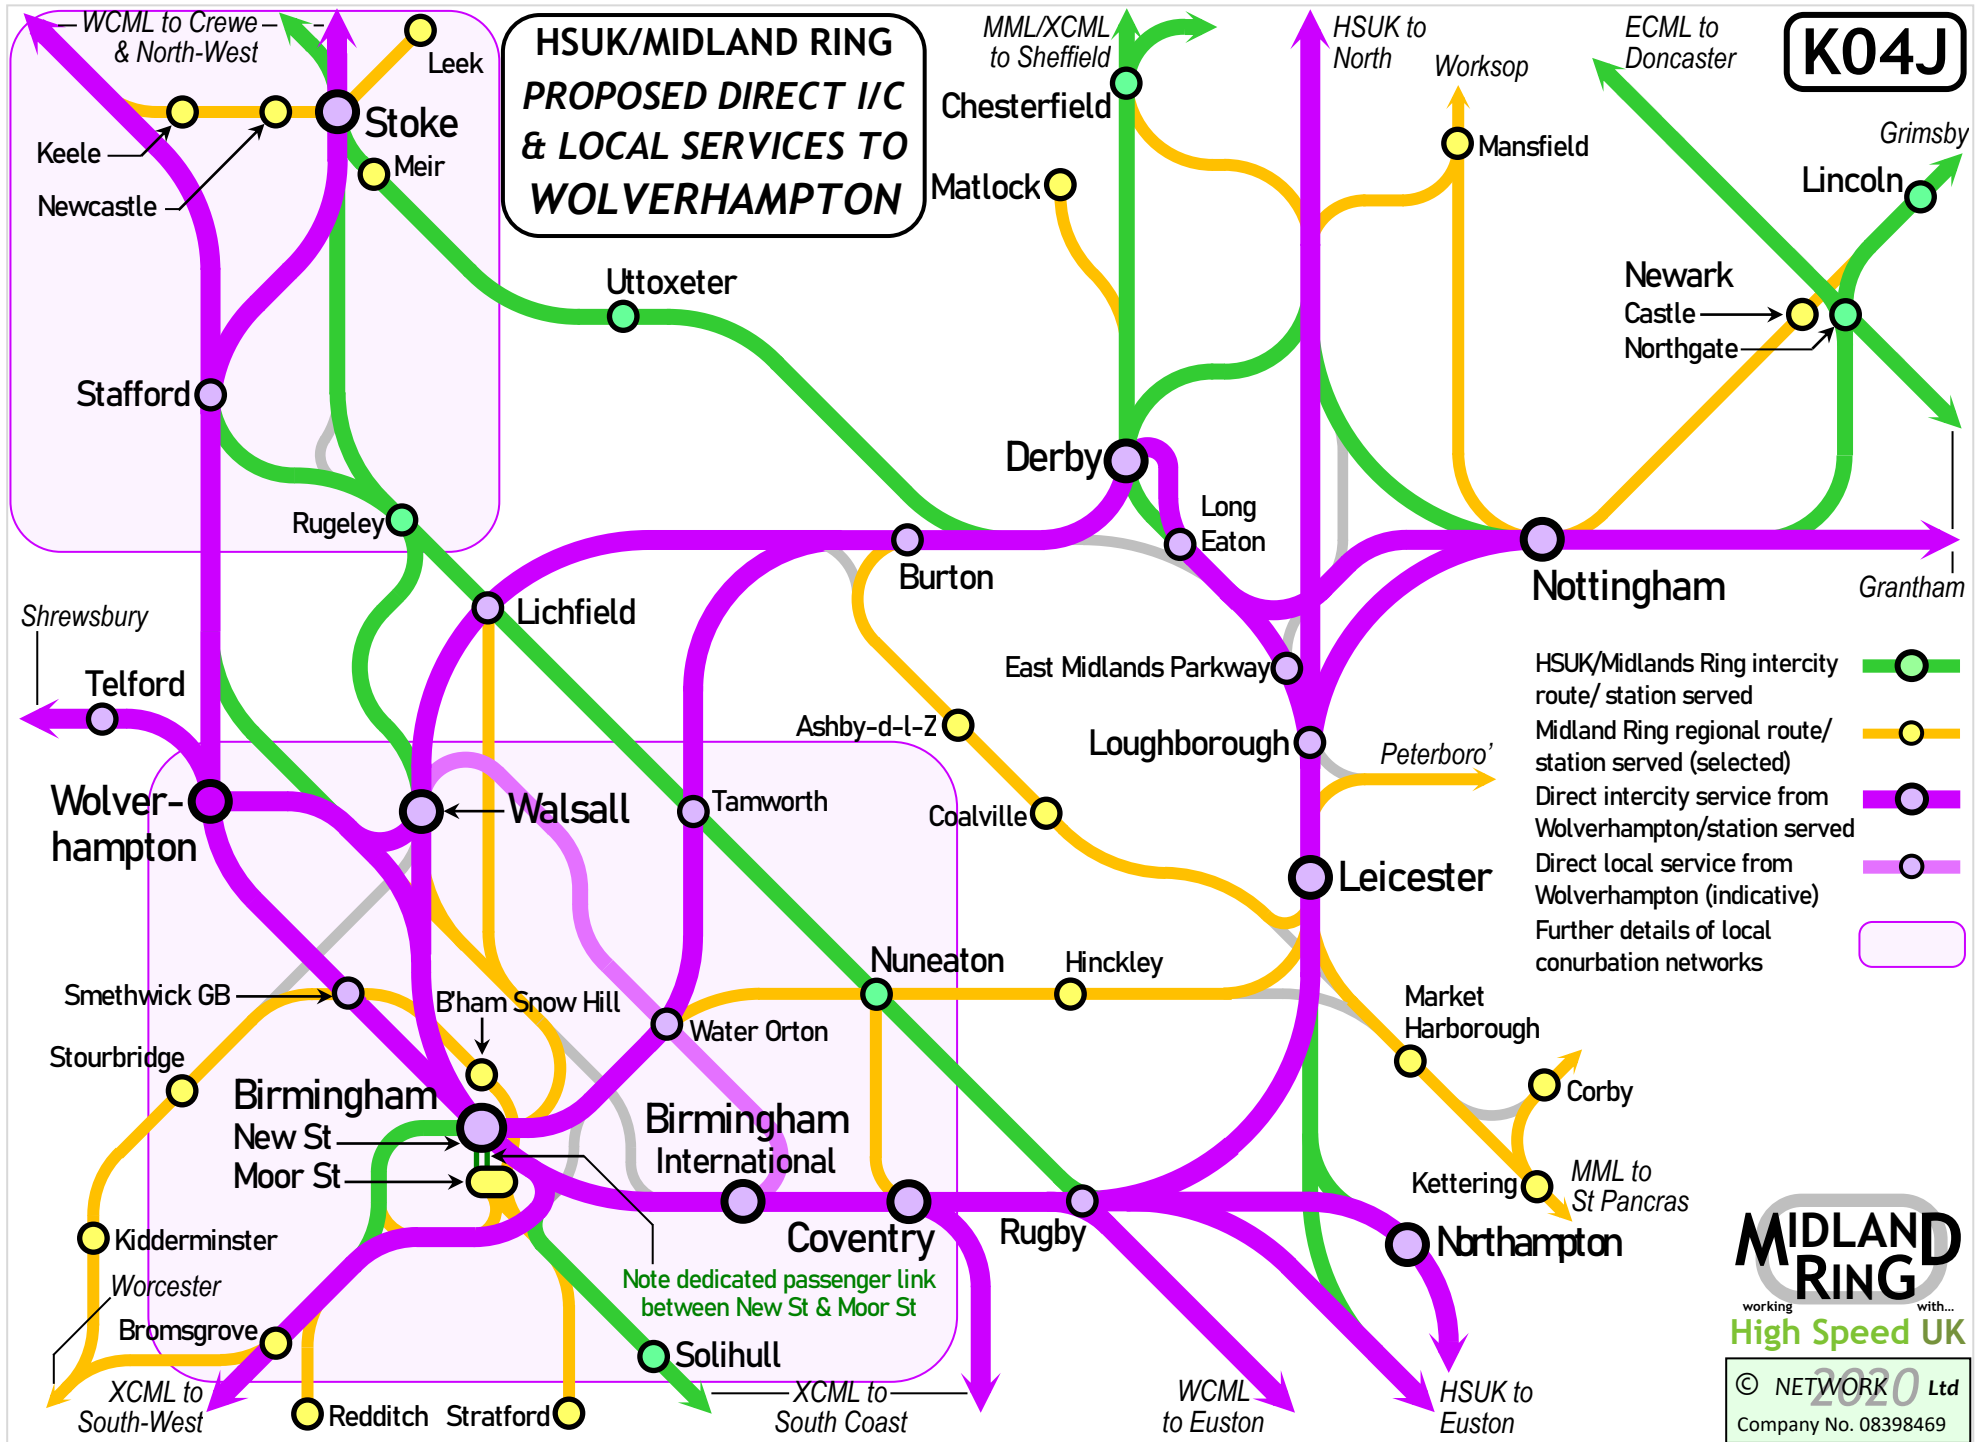 WCML to Crewe
& North-West
Leek
HSUK/MIDLAND RING
PROPOSED DIRECT I/C
& LOCAL SERVICES TO
WOLVERHAMPTON
MML/XCML
to Sheffield
HSUK to
North
ECML to
Doncaster
K04J
Worksop
Chesterfield
Stoke
Keele
Meir
Newcastle
Mansfield
Grimsby
Matlock
Lincoln
Uttoxeter
Newark
Castle
Northgate
Stafford
Derby
Long
Eaton
Rugeley
Burton
Nottingham
Grantham
Shrewsbury
Lichfield
Telford
East Midlands Parkway
Ashby-d-l-Z
Loughborough
Peterboro'
HSUK/Midlands Ring intercity
route/ station served
Midland Ring regional route/
station served (selected)
Direct intercity service from
Wolverhampton/station served
Direct local service from
Wolverhampton (indicative)
Further details of local
conurbation networks
Wolver-
hampton
Walsall
Tamworth
Coalville
Leicester
Nuneaton
Hinckley
Smethwick GB
B'ham Snow Hill
Water Orton
Market
Harborough
Stourbridge
Corby
Birmingham
New St
Moor St
Birmingham
International
Kettering
MML to
St Pancras
Coventry
Rugby
Northampton
Kidderminster
Worcester
Note dedicated passenger link
between New St & Moor St
Bromsgrove
Solihull
XCML to
South-West
Redditch
Stratford
XCML to
South Coast
WCML
to Euston
HSUK to
Euston
MIDLAND
RING
working with...
High Speed UK
© NETWORK 2020 Ltd
Company No. 08398469